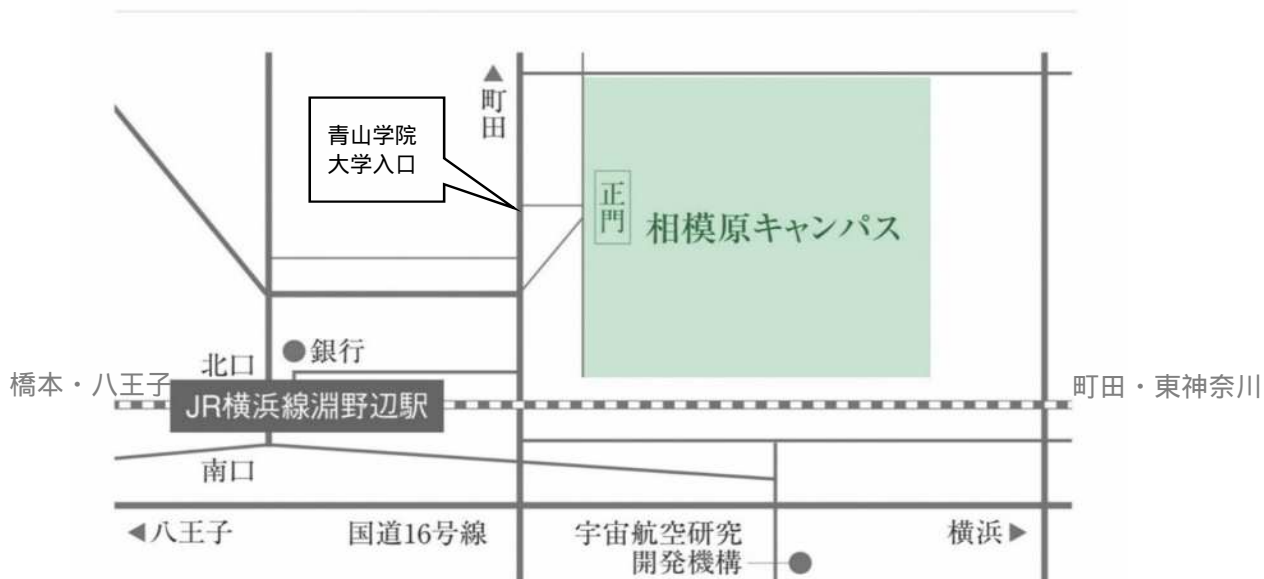 ▲町田
青山学院
大学入口
正門
相模原キャンパス
北口
●銀行
橋本・八王子
JR横浜線淵野辺駅
町田・東神奈川
南口
◀八王子
国道16号線
宇宙航空研究
開発機構
横浜▶